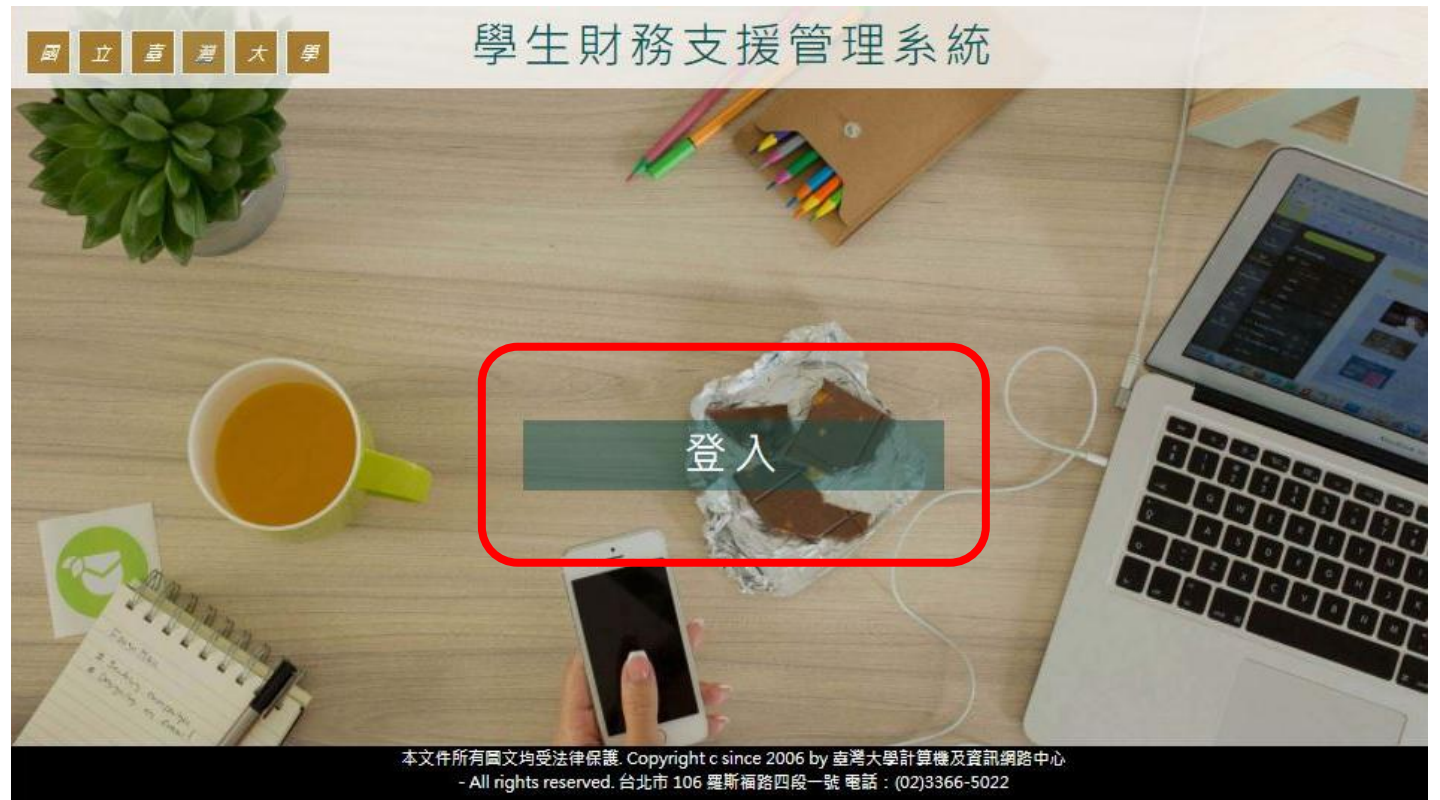 國立臺灣大學
學生財務支援管理系統
登入
本文件所有圖文均受法律保護. Copyright c since 2006 by 臺灣大學計算機及資訊網路中心
- All rights reserved. 台北市 106 羅斯福路四段一號 電話：(02)3366-5022